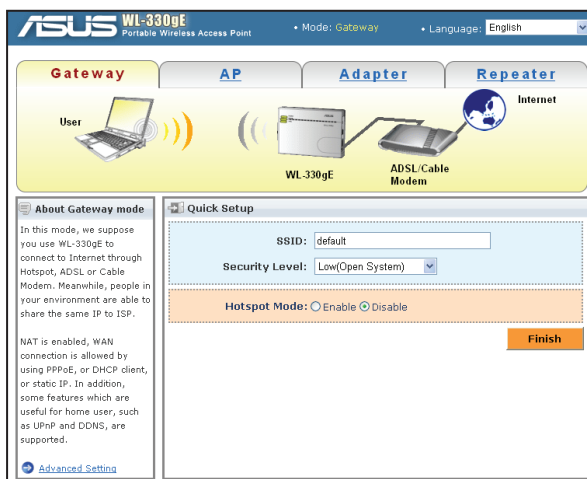 ASUS WL-330gE
Portable Wireless Access Point
• Mode: Gateway
• Language: English
Gateway
AP
Adapter
Repeater
User
WL-330gE
ADSL/Cable
Modem
Internet
About Gateway mode
In this mode, we suppose
you use WL-330gE to
connect to Internet through
Hotspot, ADSL or Cable
Modem. Meanwhile, people in
your environment are able to
share the same IP to ISP.
NAT is enabled, WAN
connection is allowed by
using PPPoE, or DHCP client,
or static IP. In addition,
some features which are
useful for home user, such
as UPnP and DDNS, are
supported.
Advanced Setting
Quick Setup
SSID: default
Security Level: Low(Open System)
Hotspot Mode: Enable Disable
Finish